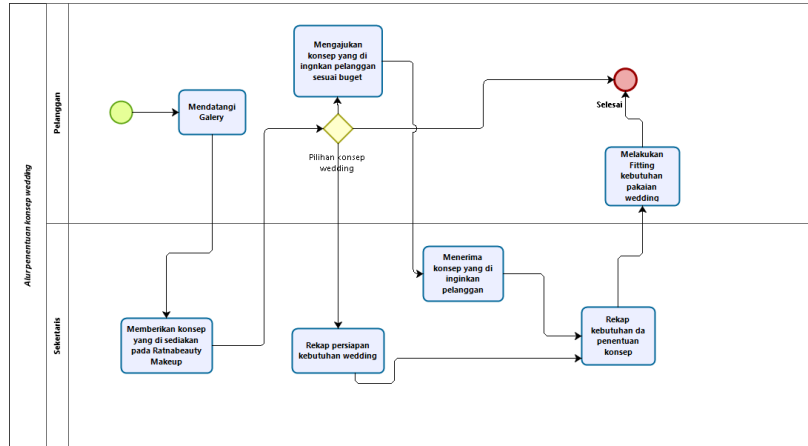 Alur penentuan konsep wedding
Pelanggan
Mendatangi
Galery
Mengajukan
konsep yang di
ingnkan pelanggan
sesuai buget
Pilihan konsep
wedding
Selesai
Melakukan
Fitting
kebutuhan
pakaian
wedding
Sekertaris
Memberikan konsep
yang di sediakan
pada Ratnabeauty
Makeup
Rekap persiapan
kebutuhan wedding
Menerima
konsep yang di
inginkan
pelanggan
Rekap
kebutuhan da
penentuan
konsep